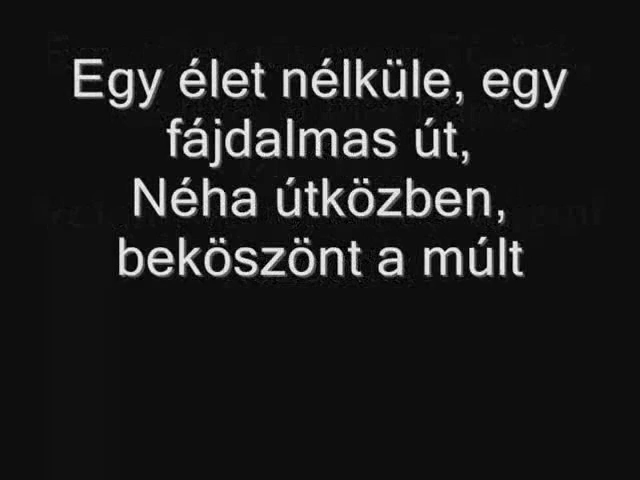 Egy élet nélküle, egy
fájdalmas út,
Néha útközben,
beköszönt a múlt